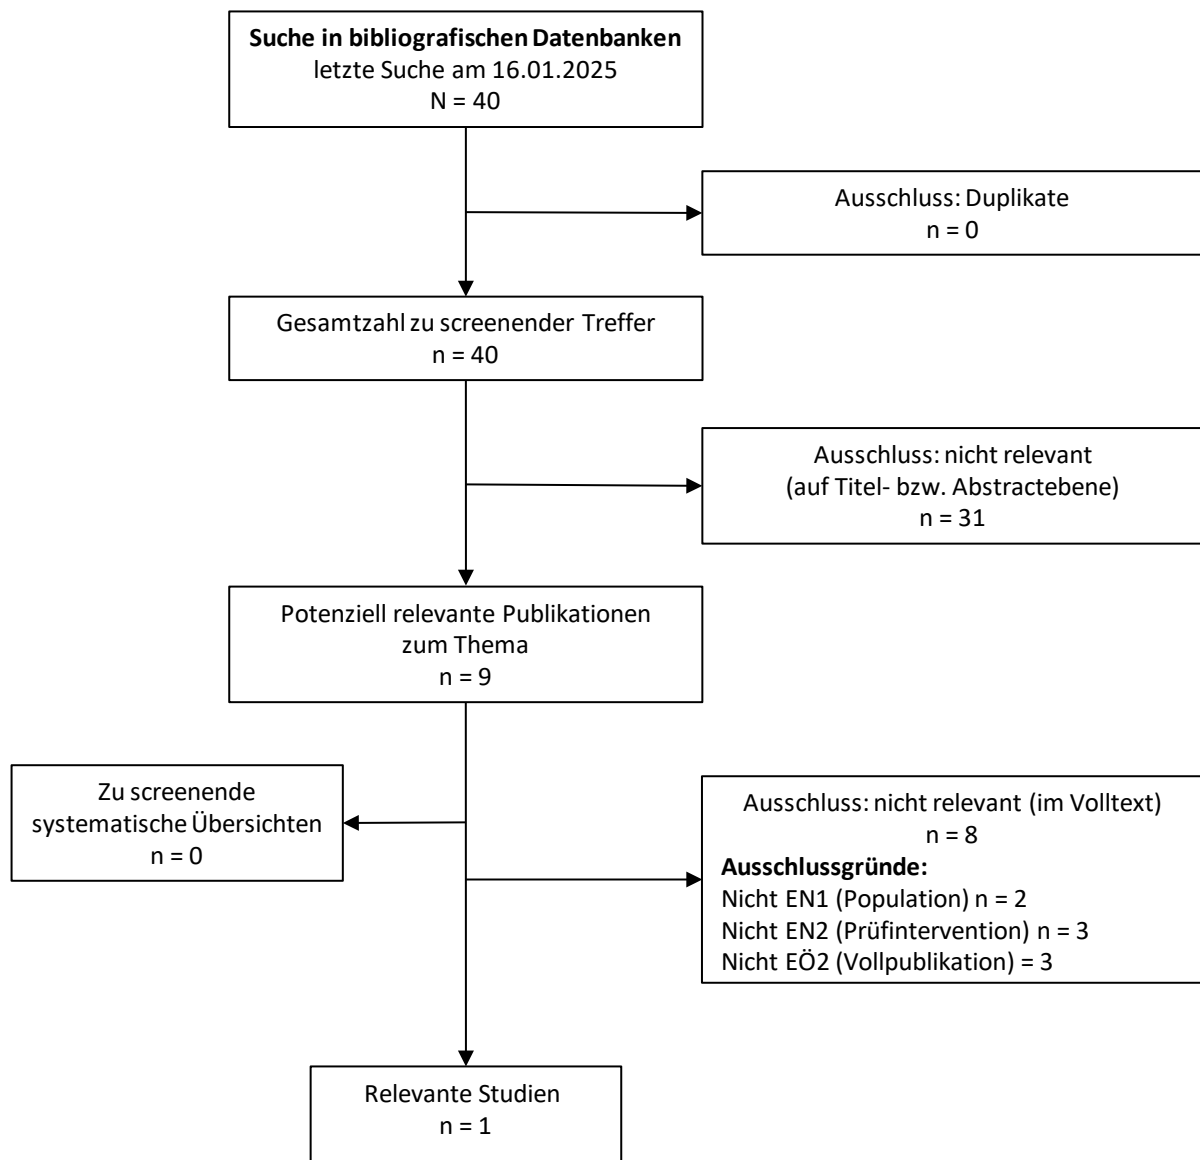 Suche in bibliografischen Datenbanken
letzte Suche am 16.01.2025
N = 40
Ausschluss: Duplikate
n = 0
Gesamtzahl zu screenender Treffer
n = 40
Ausschluss: nicht relevant
(auf Titel- bzw. Abstractebene)
n = 31
Potenziell relevante Publikationen
zum Thema
n = 9
Zu screenende
systematische Übersichten
n = 0
Ausschluss: nicht relevant (im Volltext)
n = 8
Ausschlussgründe:
Nicht EN1 (Population) n = 2
Nicht EN2 (Prüfintervention) n = 3
Nicht EÖ2 (Vollpublikation) = 3
Relevante Studien
n = 1